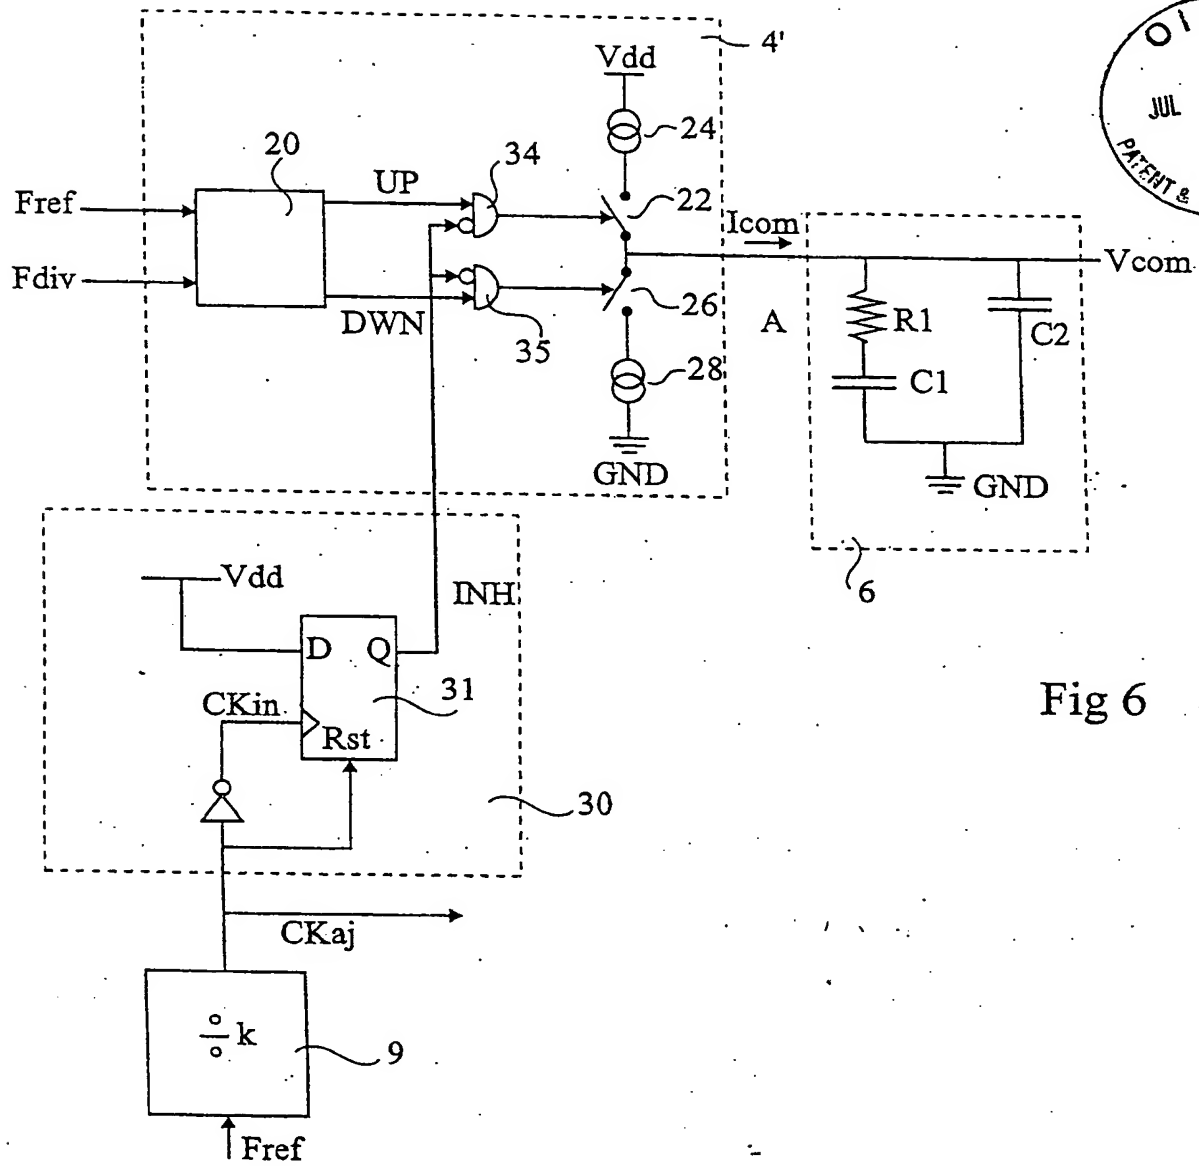 4'
Vdd
24
20
34
UP
Fref
22
Icom
Fdiv
Vcom
26
DWN
A
R1
C2
35
28
C1
GND
GND
Vdd
INH
6
D Q
31
CKin
Rst
Fig 6
30
CKaj
÷ k
9
Fref
JUL
PATENT &